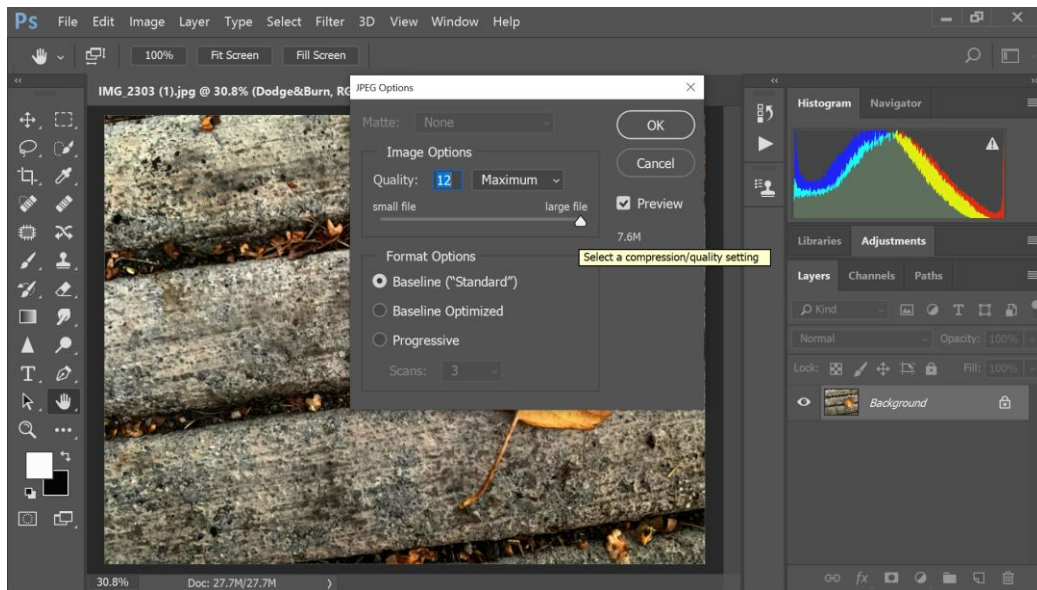 Ps File Edit Image Layer Type Select Filter 3D View Window Help
100% Fit Screen Fill Screen
IMG_2303 (1).jpg @ 30.8% (Dodge&Burn, RG
JPEG Options
Matte: None
OK
Image Options
Cancel
Quality: 12 Maximum
small file large file
Preview
7.6M
Select a compression/quality setting
Format Options
Baseline ("Standard")
Baseline Optimized
Progressive
Scans: 3
Histogram Navigator
Libraries Adjustments
Layers Channels Paths
Kind
Normal Opacity: 100%
Lock: Fill: 100%
Background
fx
30.8% Doc: 27.7M/27.7M